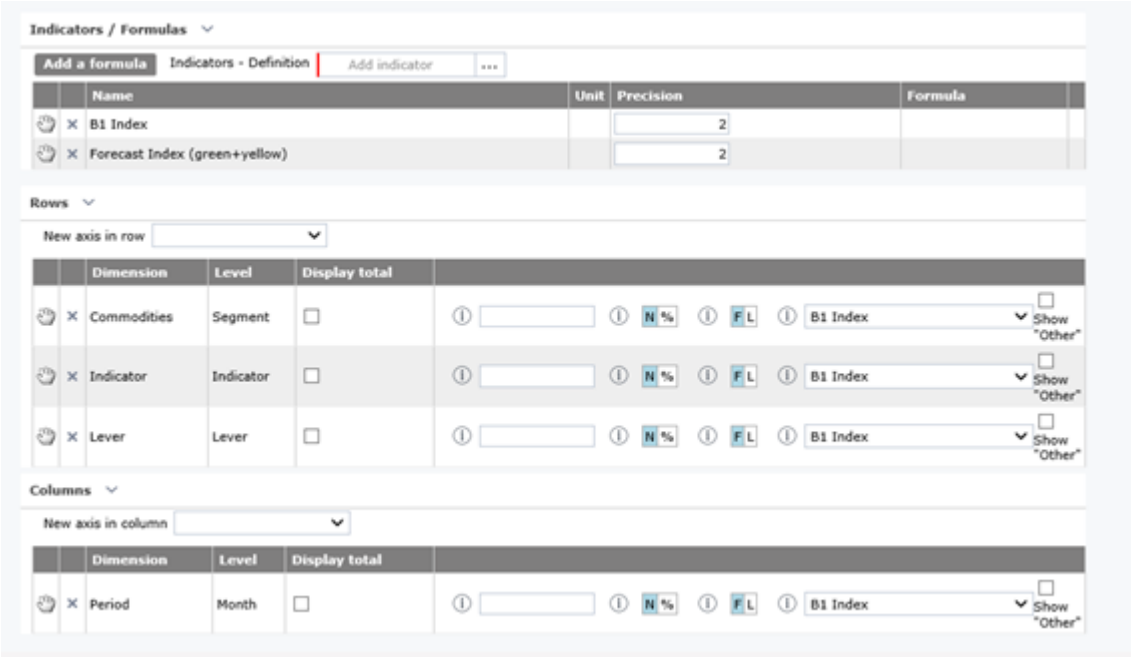 Indicators / Formulas
Add a formula Indicators - Definition Add indicator ...
Name Unit Precision Formula
B1 Index 2
Forecast Index (green+yellow) 2
Rows
New axis in row
Dimension Level Display total
Commodities Segment N % F L B1 Index Show "Other"
Indicator Indicator N % F L B1 Index Show "Other"
Lever Lever N % F L B1 Index Show "Other"
Columns
New axis in column
Dimension Level Display total
Period Month N % F L B1 Index Show "Other"